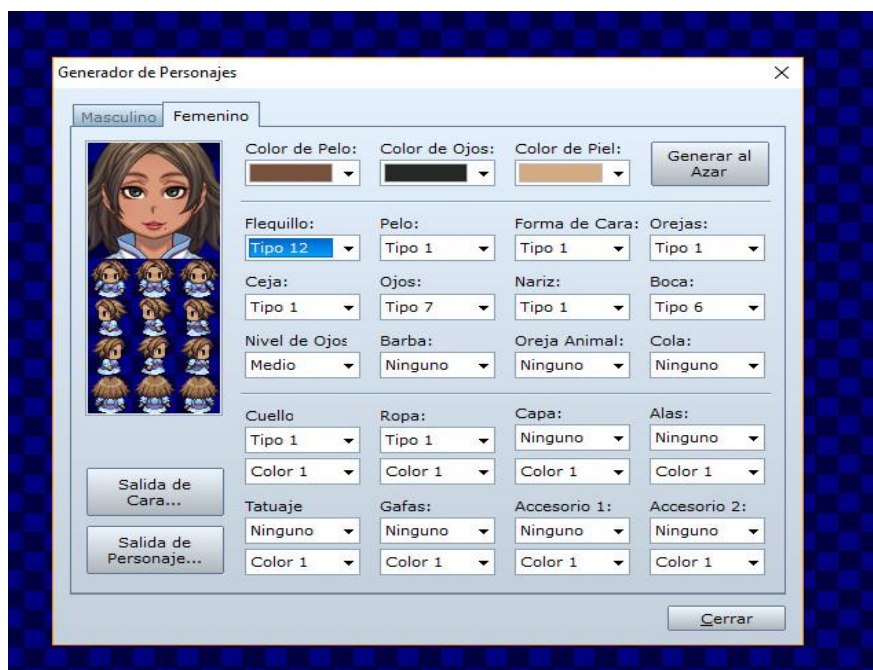 Generador de Personajes
Masculino Femenino
Color de Pelo: Color de Ojos: Color de Piel:
Generar al
Azar
Flequillo: Pelo: Forma de Cara: Orejas:
Tipo 12 Tipo 1 Tipo 1 Tipo 1
Ceja: Ojos: Nariz: Boca:
Tipo 1 Tipo 7 Tipo 1 Tipo 6
Nivel de Ojos Barba: Oreja Animal: Cola:
Medio Ninguno Ninguno Ninguno
Cuello Ropa: Capa: Alas:
Tipo 1 Tipo 1 Ninguno Ninguno
Color 1 Color 1 Color 1 Color 1
Salida de
Cara...
Tatuaje Gafas: Accesorio 1: Accesorio 2:
Ninguno Ninguno Ninguno Ninguno
Salida de
Personaje...
Color 1 Color 1 Color 1 Color 1
Cerrar